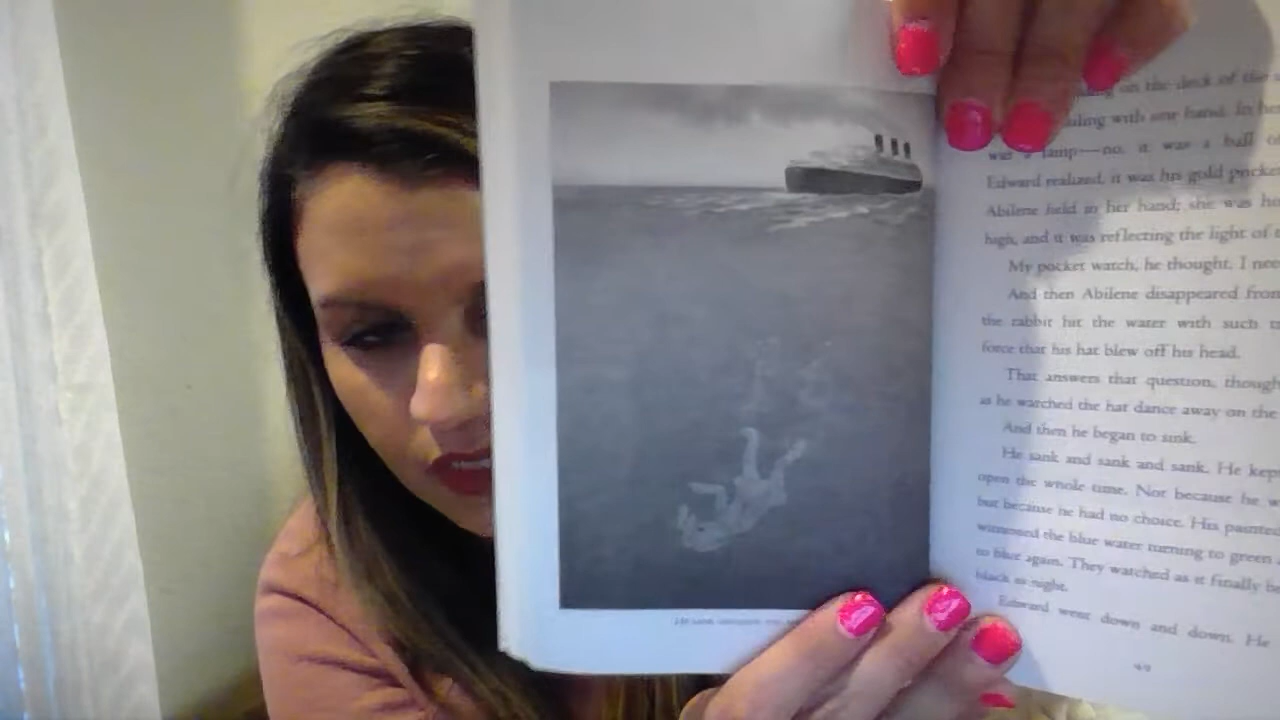 on the deck of the
with one hand. In her
was a lamp—no, it was a ball of
Edward realized, it was his gold pocket
Abilene held in her hand; she was
high, and it was reflecting the light of
My pocket watch, he thought. I need
And then Abilene disappeared from
the rabbit hit the water with such
force that his hat blew off his head.
That answers that question, thought
as he watched the hat dance away on the
And then he began to sink.
He sank and sank and sank. He kept
open the whole time. Not because he
but because he had no choice. His painted
witnessed the blue water turning to green
to blue again. They watched as it finally
black as night.
Edward went down and down. He
49